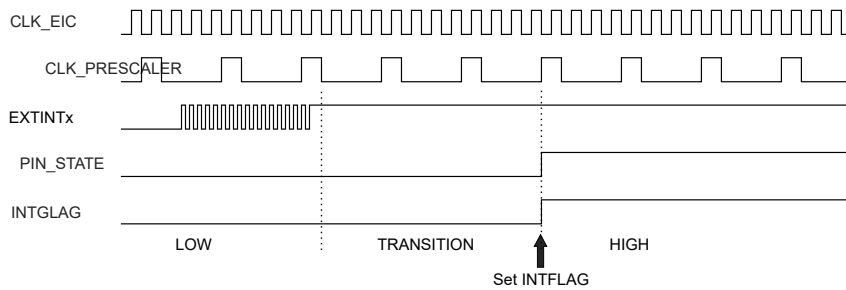 CLK_EIC
CLK_PRESCALER
EXTINTx
PIN_STATE
INTGLAG
LOW TRANSITION HIGH
Set INTFLAG